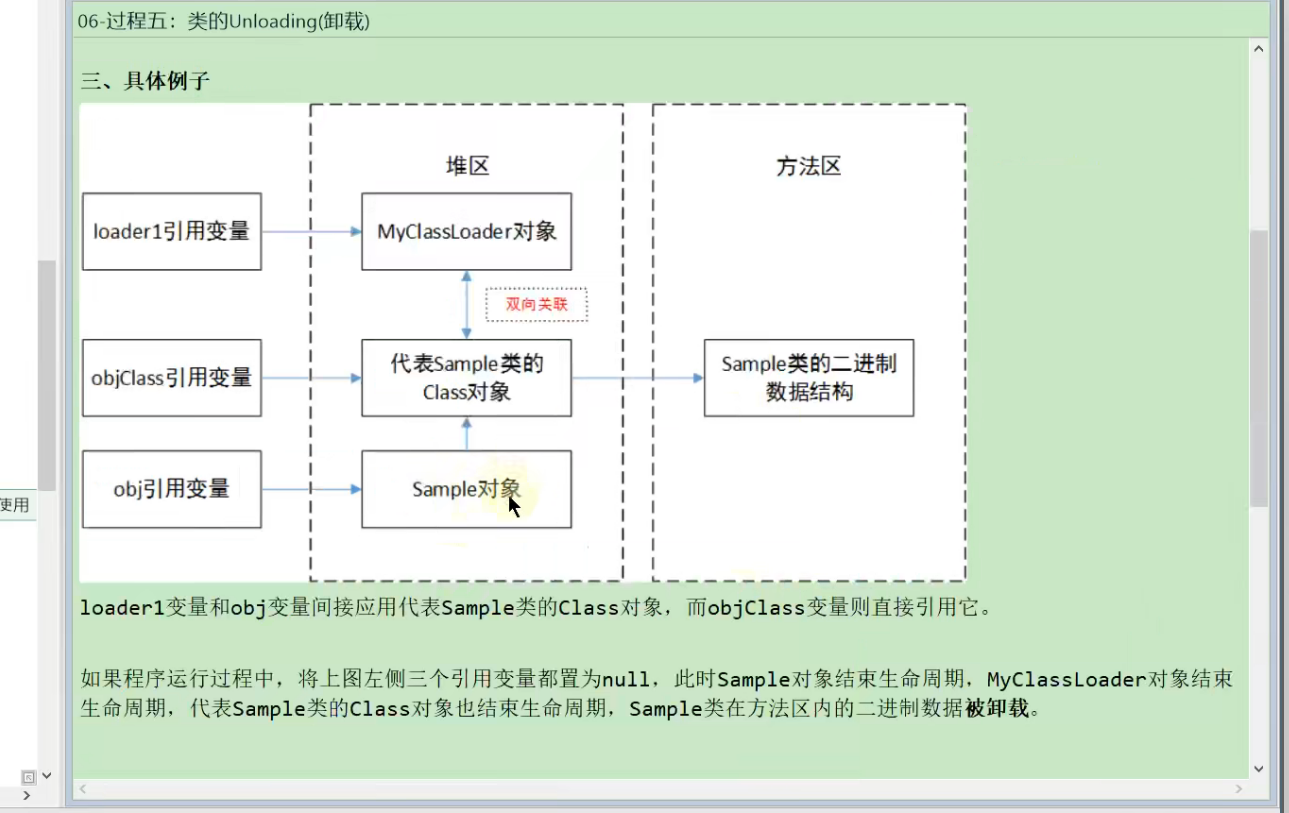 06-过程五：类的Unloading(卸载)
三、具体例子
堆区
方法区
loader1引用变量
MyClassLoader对象
双向关联
objClass引用变量
代表Sample类的
Class对象
Sample类的二进制
数据结构
obj引用变量
Sample对象
使用
loader1变量和obj变量间接应用代表Sample类的Class对象，而objClass变量则直接引用它。
如果程序运行过程中，将上图左侧三个引用变量都置为null，此时Sample对象结束生命周期，MyClassLoader对象结束
生命周期，代表Sample类的Class对象也结束生命周期，Sample类在方法区内的二进制数据被卸载。